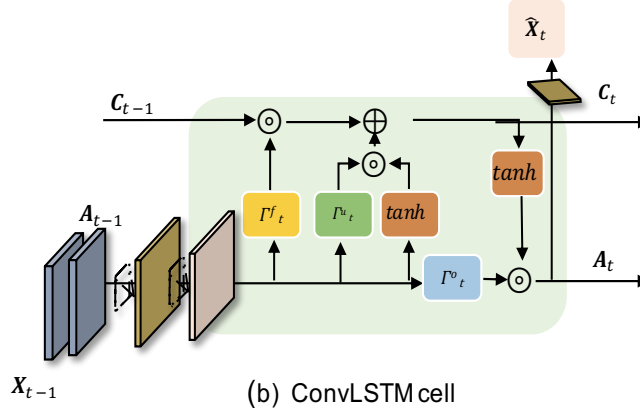 X̂ₜ
Cₜ₋₁
Cₜ
tanh
Γᶠₜ
Γᵘₜ
tanh
Aₜ₋₁
Γᵒₜ
Aₜ
Xₜ₋₁
(b) ConvLSTM cell